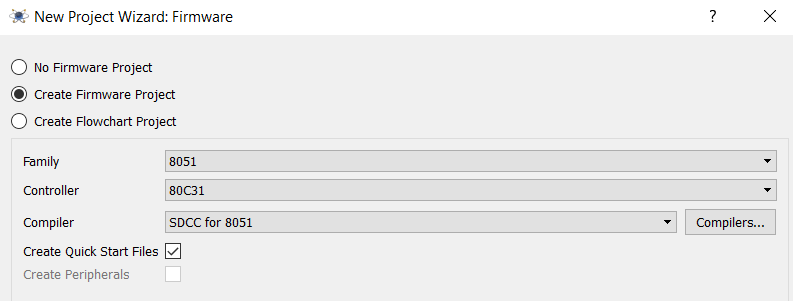 New Project Wizard: Firmware
No Firmware Project
Create Firmware Project
Create Flowchart Project
Family 8051
Controller 80C31
Compiler SDCC for 8051 Compilers...
Create Quick Start Files
Create Peripherals